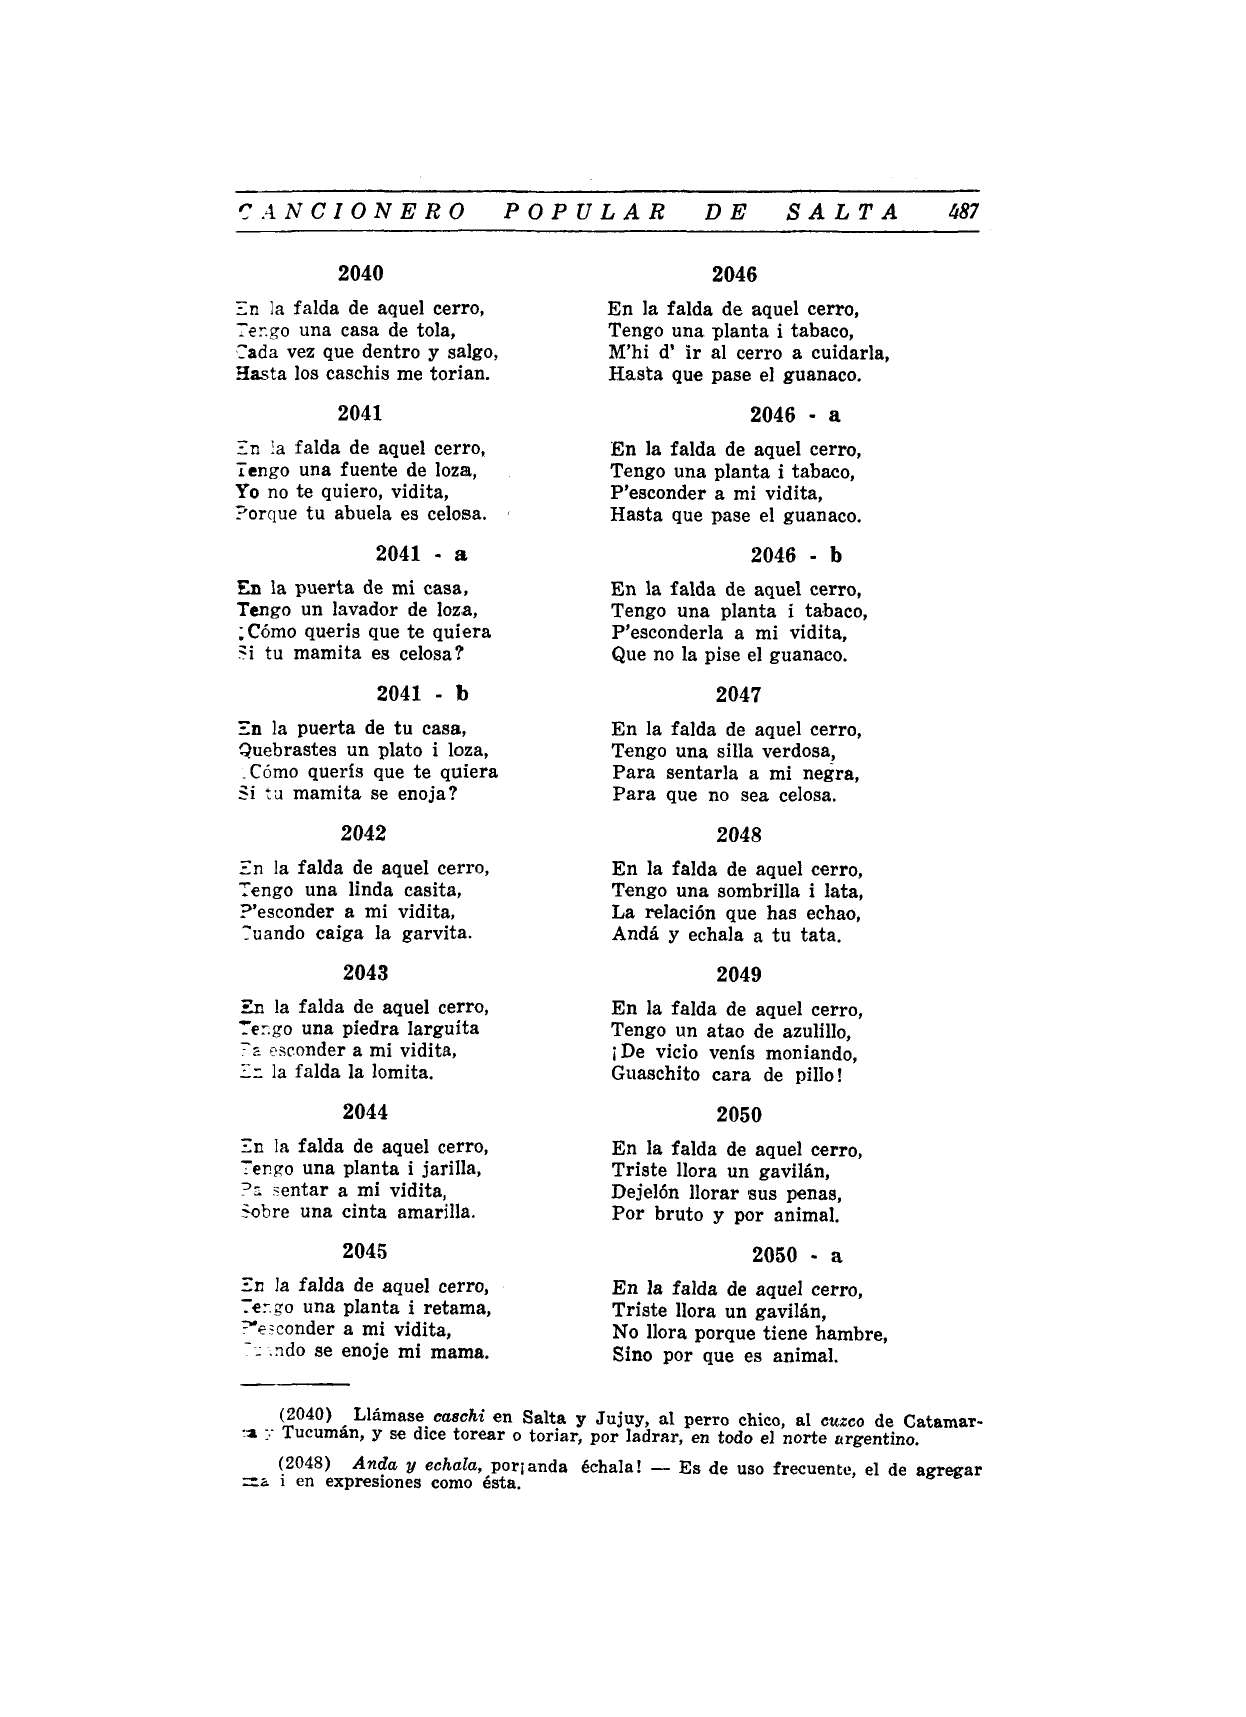 CANCIONERO POPULAR DE SALTA 487
2040
En la falda de aquel cerro,
Tengo una casa de tola,
Cada vez que dentro y salgo,
Hasta los caschis me torian.
2041
En la falda de aquel cerro,
Tengo una fuente de loza,
Yo no te quiero, vidita,
Porque tu abuela es celosa.
2041 - a
En la puerta de mi casa,
Tengo un lavador de loza,
¿Cómo queris que te quiera
Si tu mamita es celosa?
2041 - b
En la puerta de tu casa,
Quebrastes un plato i loza,
¿Cómo querís que te quiera
Si tu mamita se enoja?
2042
En la falda de aquel cerro,
Tengo una linda casita,
P'esconder a mi vidita,
Cuando caiga la garvita.
2043
En la falda de aquel cerro,
Tengo una piedra larguita
Pa esconder a mi vidita,
En la falda la lomita.
2044
En la falda de aquel cerro,
Tengo una planta i jarilla,
Pa sentar a mi vidita,
Sobre una cinta amarilla.
2045
En la falda de aquel cerro,
Tengo una planta i retama,
P'esconder a mi vidita,
Cuando se enoje mi mama.
2046
En la falda de aquel cerro,
Tengo una planta i tabaco,
M'hi d' ir al cerro a cuidarla,
Hasta que pase el guanaco.
2046 - a
En la falda de aquel cerro,
Tengo una planta i tabaco,
P'esconder a mi vidita,
Hasta que pase el guanaco.
2046 - b
En la falda de aquel cerro,
Tengo una planta i tabaco,
P'esconderla a mi vidita,
Que no la pise el guanaco.
2047
En la falda de aquel cerro,
Tengo una silla verdosa,
Para sentarla a mi negra,
Para que no sea celosa.
2048
En la falda de aquel cerro,
Tengo una sombrilla i lata,
La relación que has echao,
Andá y echala a tu tata.
2049
En la falda de aquel cerro,
Tengo un atao de azulillo,
¡De vicio venís moniando,
Guaschito cara de pillo!
2050
En la falda de aquel cerro,
Triste llora un gavilán,
Dejelón llorar sus penas,
Por bruto y por animal.
2050 - a
En la falda de aquel cerro,
Triste llora un gavilán,
No llora porque tiene hambre,
Sino por que es animal.
(2040) Llámase caschi en Salta y Jujuy, al perro chico, al cuzco de Catamar-
ca y Tucumán, y se dice torear o toriar, por ladrar, en todo el norte argentino.
(2048) Anda y echala, por¡anda échala! — Es de uso frecuente, el de agregar
una i en expresiones como ésta.